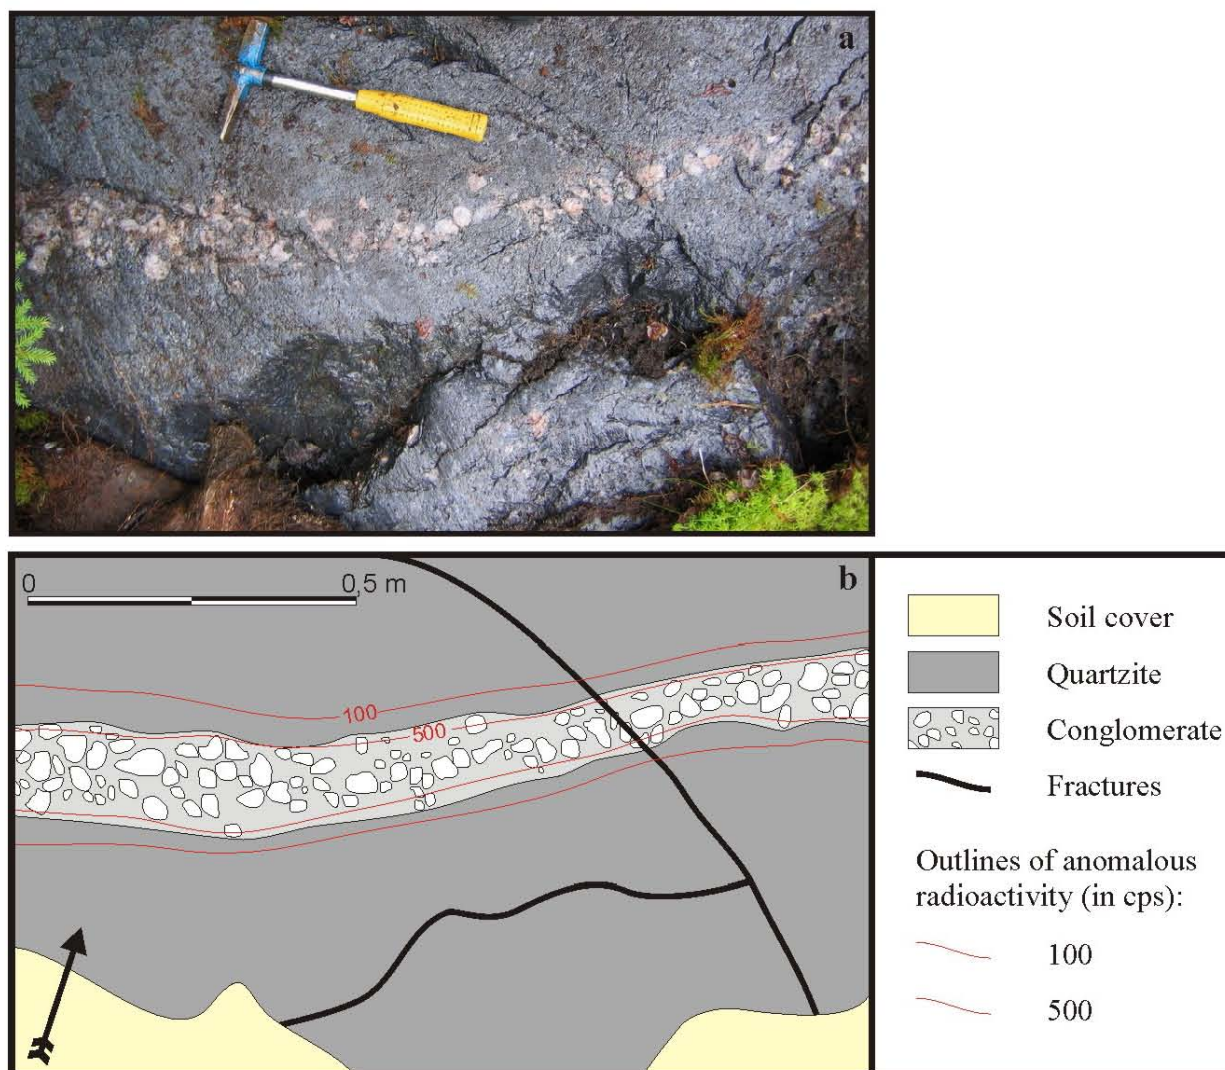 a
0 0,5 m
b
100
500
Soil cover
Quartzite
Conglomerate
Fractures
Outlines of anomalous
radioactivity (in cps):
100
500